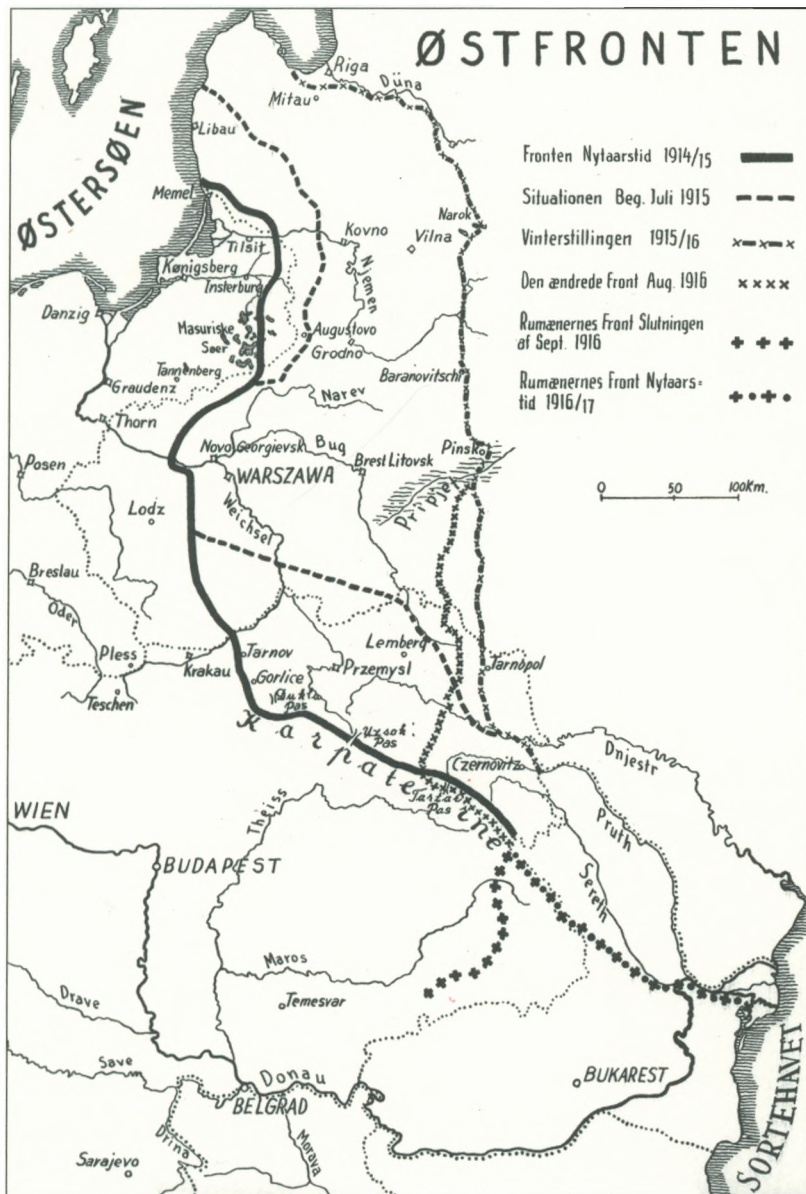 ØSTFRONTEN
Riga
Düna
Mitau
Libau
ØSTERSØEN
Memel
Tilsit
Kovno
Königsberg
Insterburg
Njemen
Vilna
Narok
Danzig
Masuriske
Søer
Augustovo
Grodno
Tannenberg
Graudenz
Baranovitschi
Narev
Thorn
Novo Georgievsk
Bug
Pinsk
Posen
WARSZAWA
Brest Litovsk
Pripjet
Lodz
Weichsel
Breslau
Oder
Pless
Krakau
Tarnov
Lemberg
Tarnopol
Przemysl
Teschen
Gorlice
Dukla
Pas
Uzsok
Pas
Karpaterne
Czernovitz
Dnjestr
Tartar
Pas
WIEN
Theiss
Pruth
BUDAPEST
Sereth
Maros
Drave
Temesvar
Save
Donau
BELGRAD
BUKAREST
Drina
Morava
Sarajevo
SORTEHAVET
Fronten Nytaarstid 1914/15
Situationen Beg. Juli 1915
Vinterstillingen 1915/16
Den ændrede Front Aug. 1916
Rumænernes Front Slutningen
af Sept. 1916
Rumænernes Front Nytaars=
tid 1916/17
0 50 100Km.